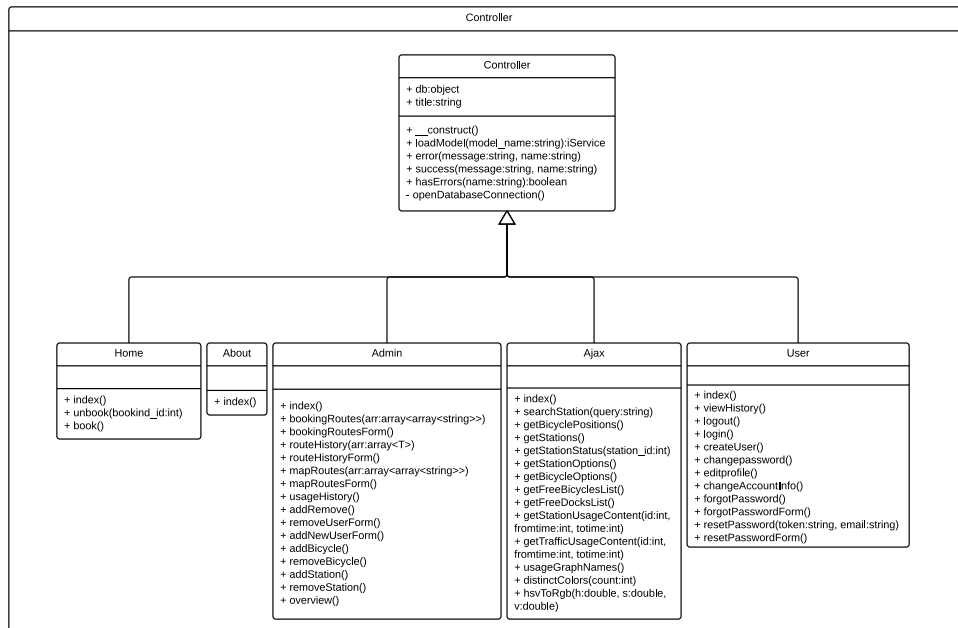 Controller
Controller
+ db:object
+ title:string
+ __construct()
+ loadModel(model_name:string):iService
+ error(message:string, name:string)
+ success(message:string, name:string)
+ hasErrors(name:string):boolean
- openDatabaseConnection()
Home
+ index()
+ unbook(bookind_id:int)
+ book()
About
+ index()
Admin
+ index()
+ bookingRoutes(arr:array<array<string>>)
+ bookingRoutesForm()
+ routeHistory(arr:array<T>)
+ routeHistoryForm()
+ mapRoutes(arr:array<array<string>>)
+ mapRoutesForm()
+ usageHistory()
+ addRemove()
+ removeUserForm()
+ addNewUserForm()
+ addBicycle()
+ removeBicycle()
+ addStation()
+ removeStation()
+ overview()
Ajax
+ index()
+ searchStation(query:string)
+ getBicyclePositions()
+ getStations()
+ getStationStatus(station_id:int)
+ getStationOptions()
+ getBicycleOptions()
+ getFreeBicyclesList()
+ getFreeDocksList()
+ getStationUsageContent(id:int,
fromtime:int, totime:int)
+ getTrafficUsageContent(id:int,
fromtime:int, totime:int)
+ usageGraphNames()
+ distinctColors(count:int)
+ hsvToRgb(h:double, s:double,
v:double)
User
+ index()
+ viewHistory()
+ logout()
+ login()
+ createUser()
+ changepassword()
+ editprofile()
+ changeAccountInfo()
+ forgotPassword()
+ forgotPasswordForm()
+ resetPassword(token:string, email:string)
+ resetPasswordForm()